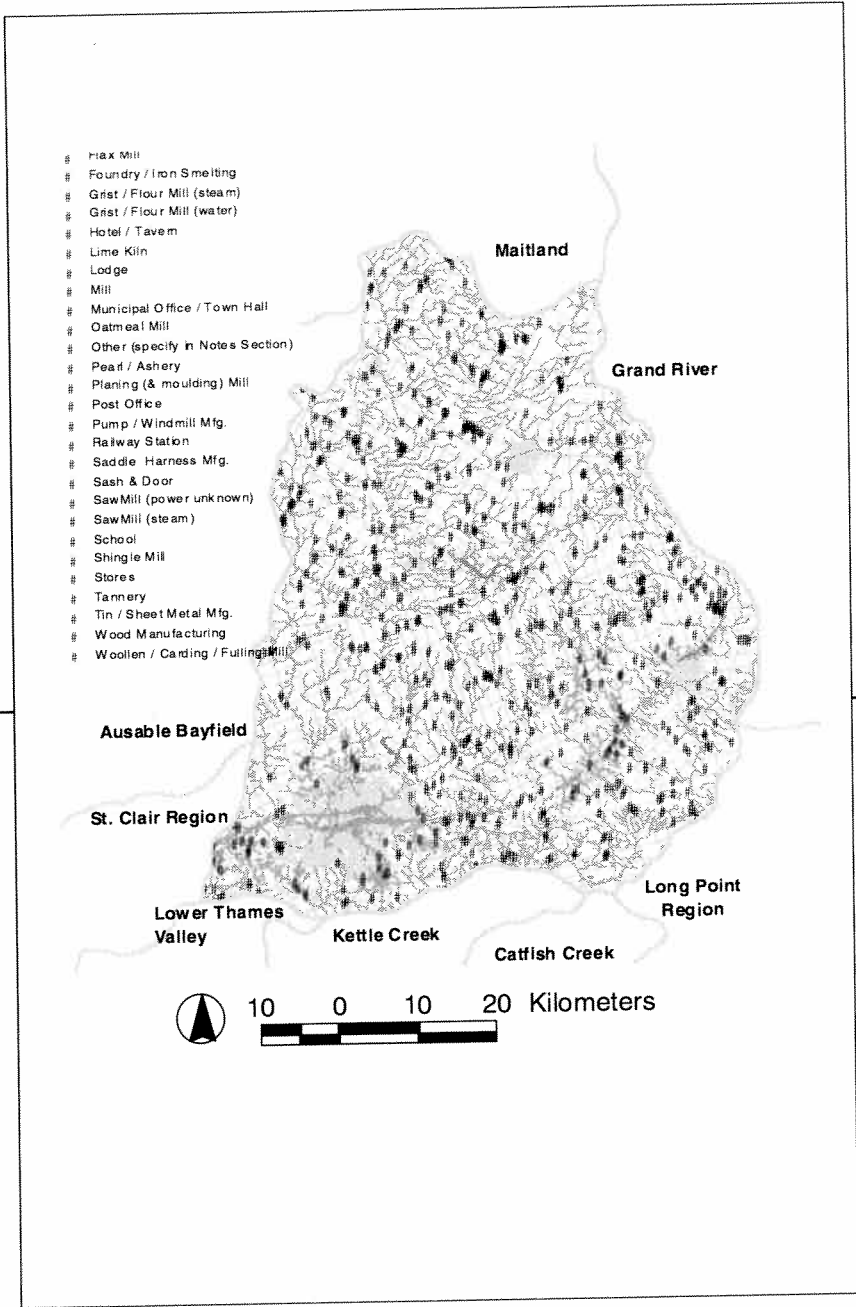 # Flax Mill
# Foundry / Iron Smelting
# Grist / Flour Mill (steam)
# Grist / Flour Mill (water)
# Hotel / Tavern
# Lime Kiln
# Lodge
# Mill
# Municipal Office / Town Hall
# Oatmeal Mill
# Other (specify in Notes Section)
# Pearl / Ashery
# Planing (& moulding) Mill
# Post Office
# Pump / Windmill Mfg.
# Railway Station
# Saddle Harness Mfg.
# Sash & Door
# SawMill (power unknown)
# SawMill (steam)
# School
# Shingle Mill
# Stores
# Tannery
# Tin / Sheet Metal Mfg.
# Wood Manufacturing
# Woollen / Carding / Fulling Mill
Maitland
Grand River
Ausable Bayfield
St. Clair Region
Lower Thames
Valley
Kettle Creek
Catfish Creek
Long Point
Region
10 0 10 20 Kilometers